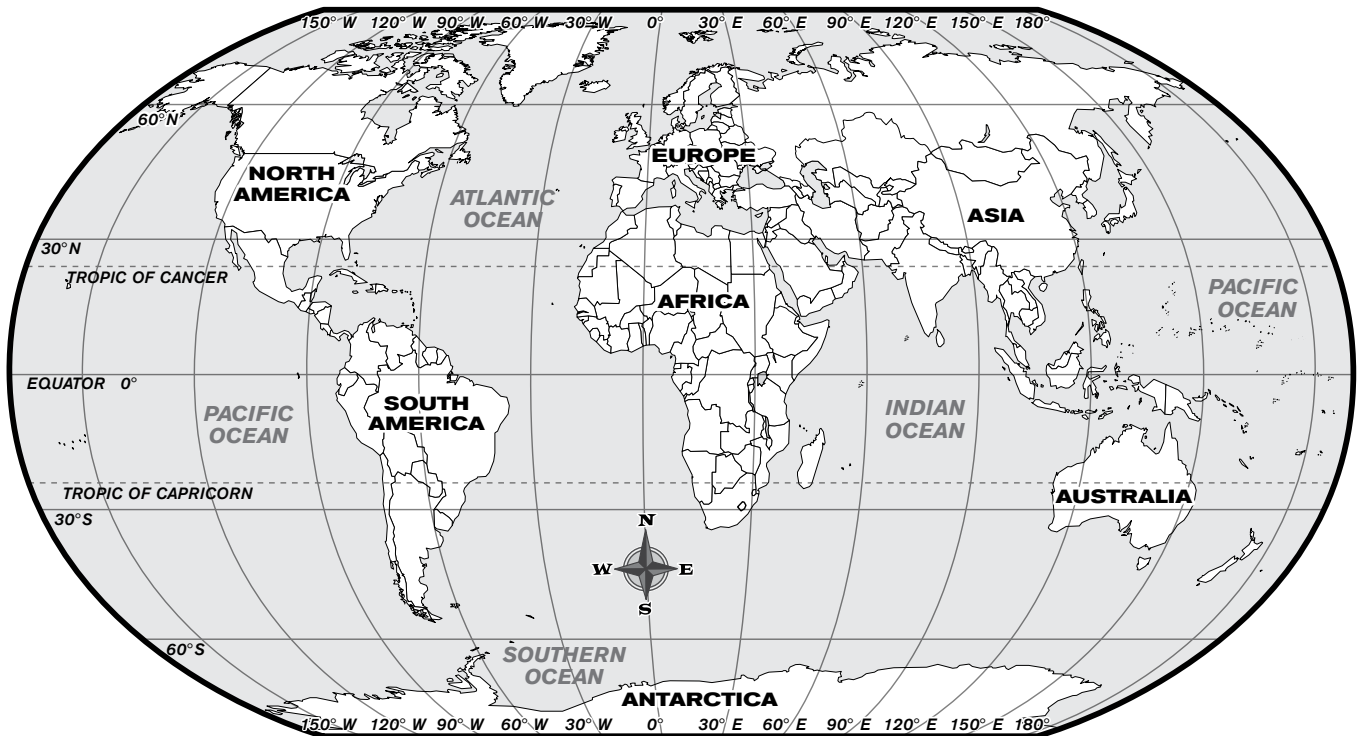 150° W 120° W 90° W 60° W 30° W 0° 30° E 60° E 90° E 120° E 150° E 180°
60°N
NORTH
AMERICA
EUROPE
ATLANTIC
OCEAN
ASIA
30°N
TROPIC OF CANCER
AFRICA
PACIFIC
OCEAN
EQUATOR 0°
SOUTH
AMERICA
PACIFIC
OCEAN
INDIAN
OCEAN
TROPIC OF CAPRICORN
AUSTRALIA
30°S
N
W E
S
60°S
SOUTHERN
OCEAN
ANTARCTICA
150° W 120° W 90° W 60° W 30° W 0° 30° E 60° E 90° E 120° E 150° E 180°